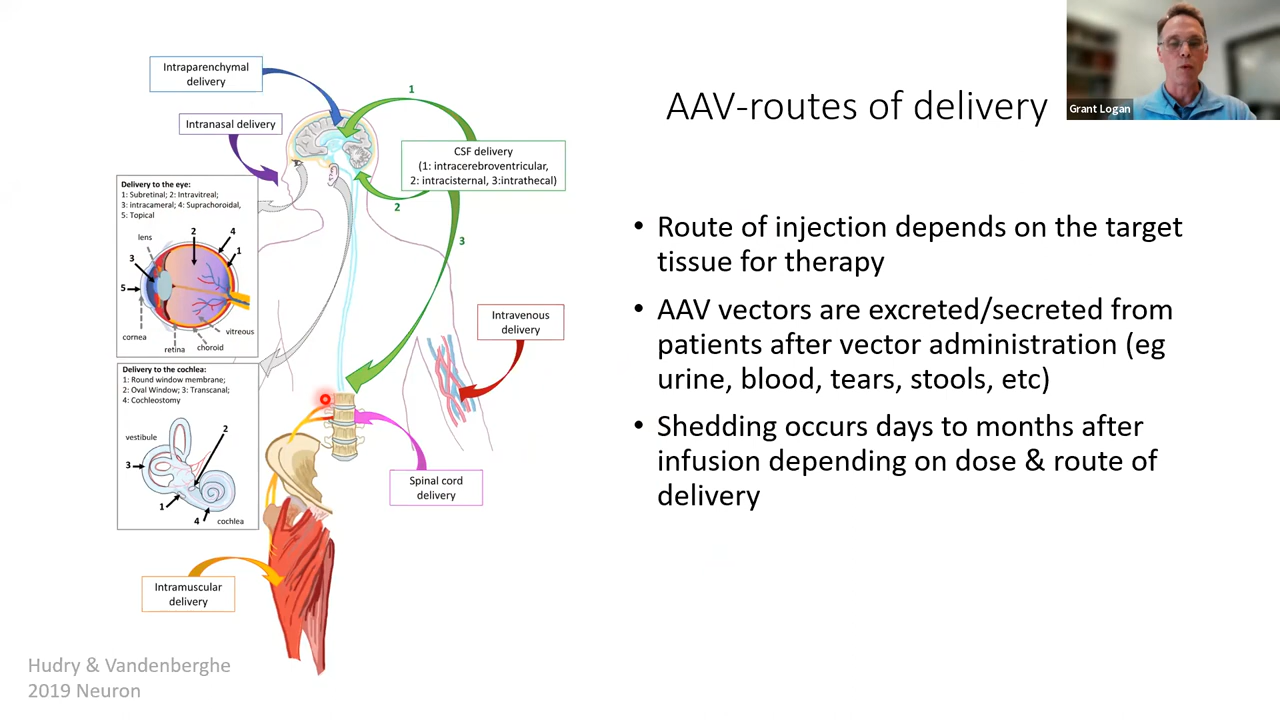 AAV-routes of delivery
Grant Logan
Intraparenchymal
delivery
Intranasal delivery
1
CSF delivery
(1: intracerebroventricular,
2: intracisternal, 3:intrathecal)
2
3
Delivery to the eye:
1: Subretinal; 2: Intravitreal;
3: intracameral; 4: Suprachoroidal,
5: Topical
lens
2
4
1
3
5
cornea
retina
choroid
vitreous
Intravenous
delivery
Delivery to the cochlea:
1: Round window membrane;
2: Oval Window; 3: Transcanal;
4: Cochleostomy
vestibule
2
3
1
4
cochlea
Spinal cord
delivery
Intramuscular
delivery
• Route of injection depends on the target
tissue for therapy
• AAV vectors are excreted/secreted from
patients after vector administration (eg
urine, blood, tears, stools, etc)
• Shedding occurs days to months after
infusion depending on dose & route of
delivery
Hudry & Vandenberghe
2019 Neuron